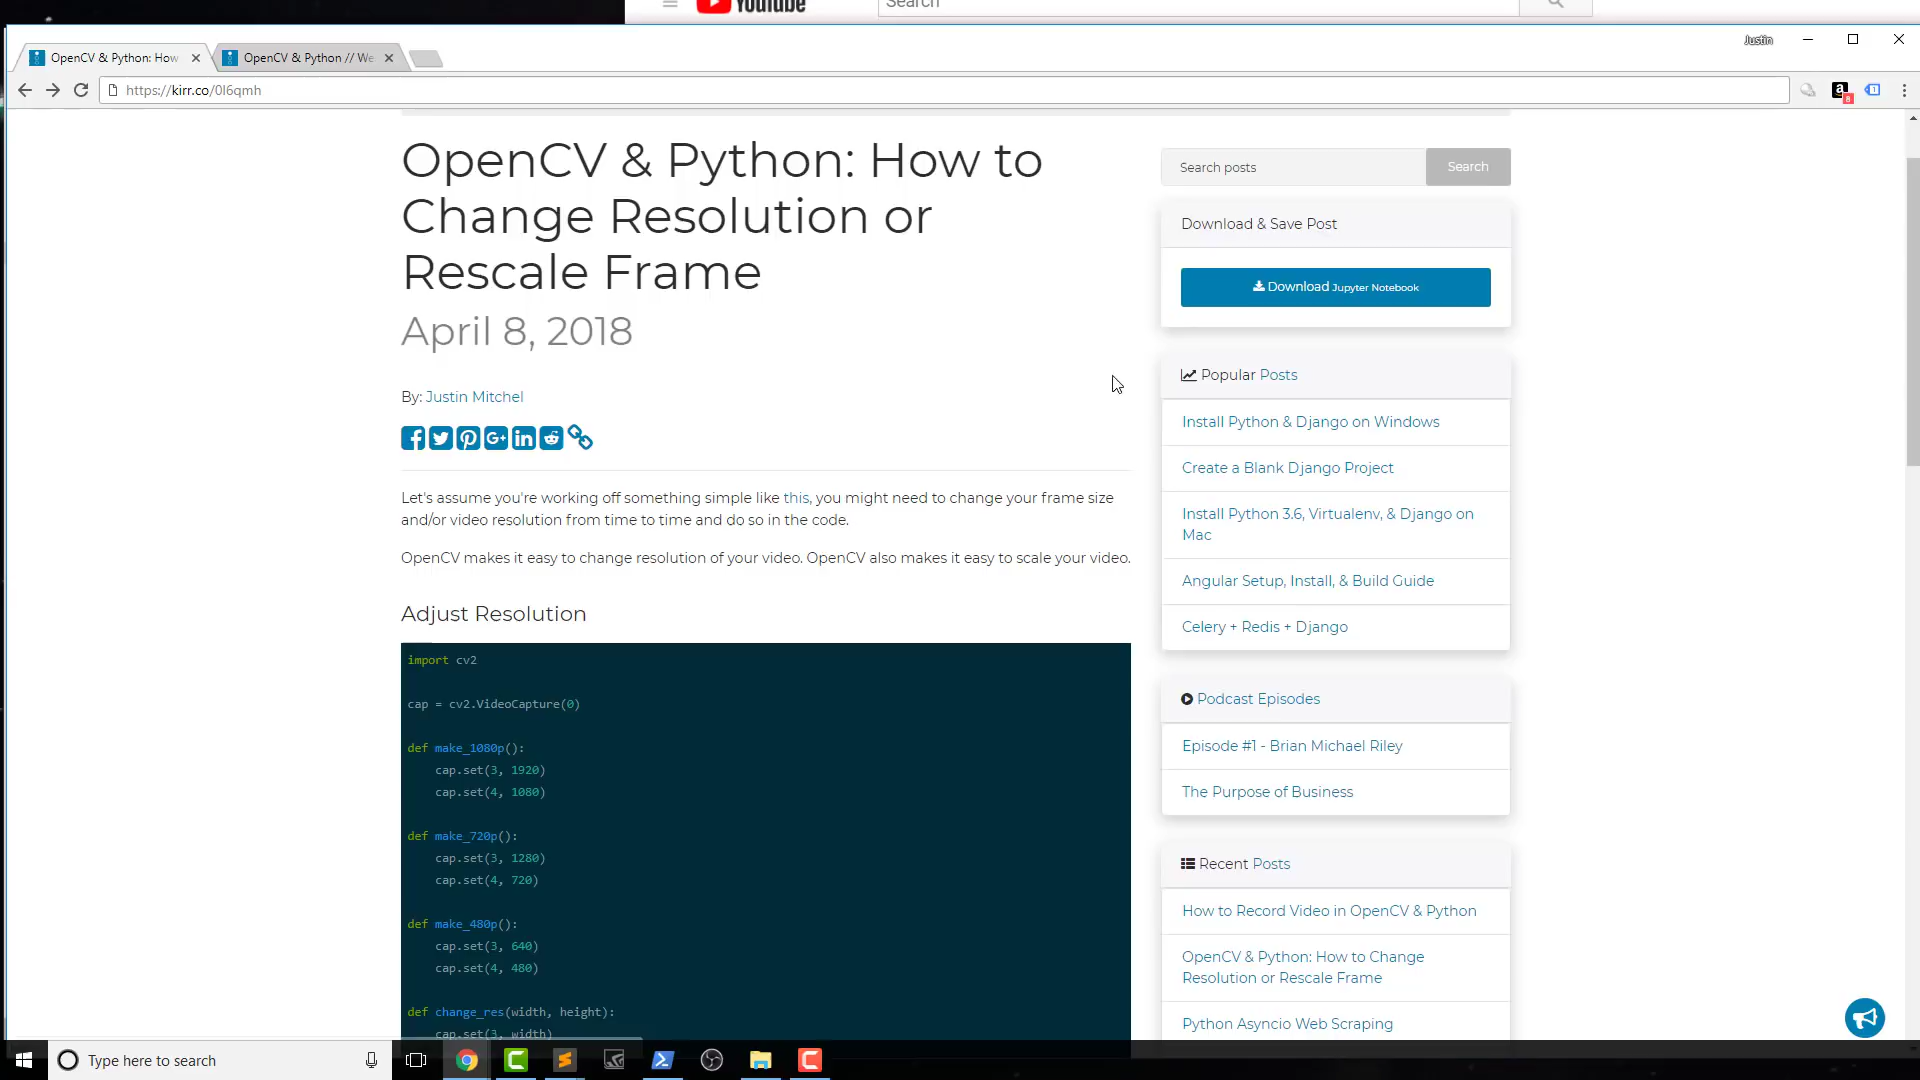 YouTube
Search
Justin
OpenCV & Python: How
OpenCV & Python // We
https://kirr.co/0l6qmh
OpenCV & Python: How to
Change Resolution or
Rescale Frame
April 8, 2018
By: Justin Mitchel
Let's assume you're working off something simple like this, you might need to change your frame size
and/or video resolution from time to time and do so in the code.
OpenCV makes it easy to change resolution of your video. OpenCV also makes it easy to scale your video.
Adjust Resolution
import cv2
cap = cv2.VideoCapture(0)
def make_1080p():
    cap.set(3, 1920)
    cap.set(4, 1080)
def make_720p():
    cap.set(3, 1280)
    cap.set(4, 720)
def make_480p():
    cap.set(3, 640)
    cap.set(4, 480)
def change_res(width, height):
    cap.set(3, width)
Search posts
Search
Download & Save Post
Download Jupyter Notebook
Popular Posts
Install Python & Django on Windows
Create a Blank Django Project
Install Python 3.6, Virtualenv, & Django on
Mac
Angular Setup, Install, & Build Guide
Celery + Redis + Django
Podcast Episodes
Episode #1 - Brian Michael Riley
The Purpose of Business
Recent Posts
How to Record Video in OpenCV & Python
OpenCV & Python: How to Change
Resolution or Rescale Frame
Python Asyncio Web Scraping
Type here to search